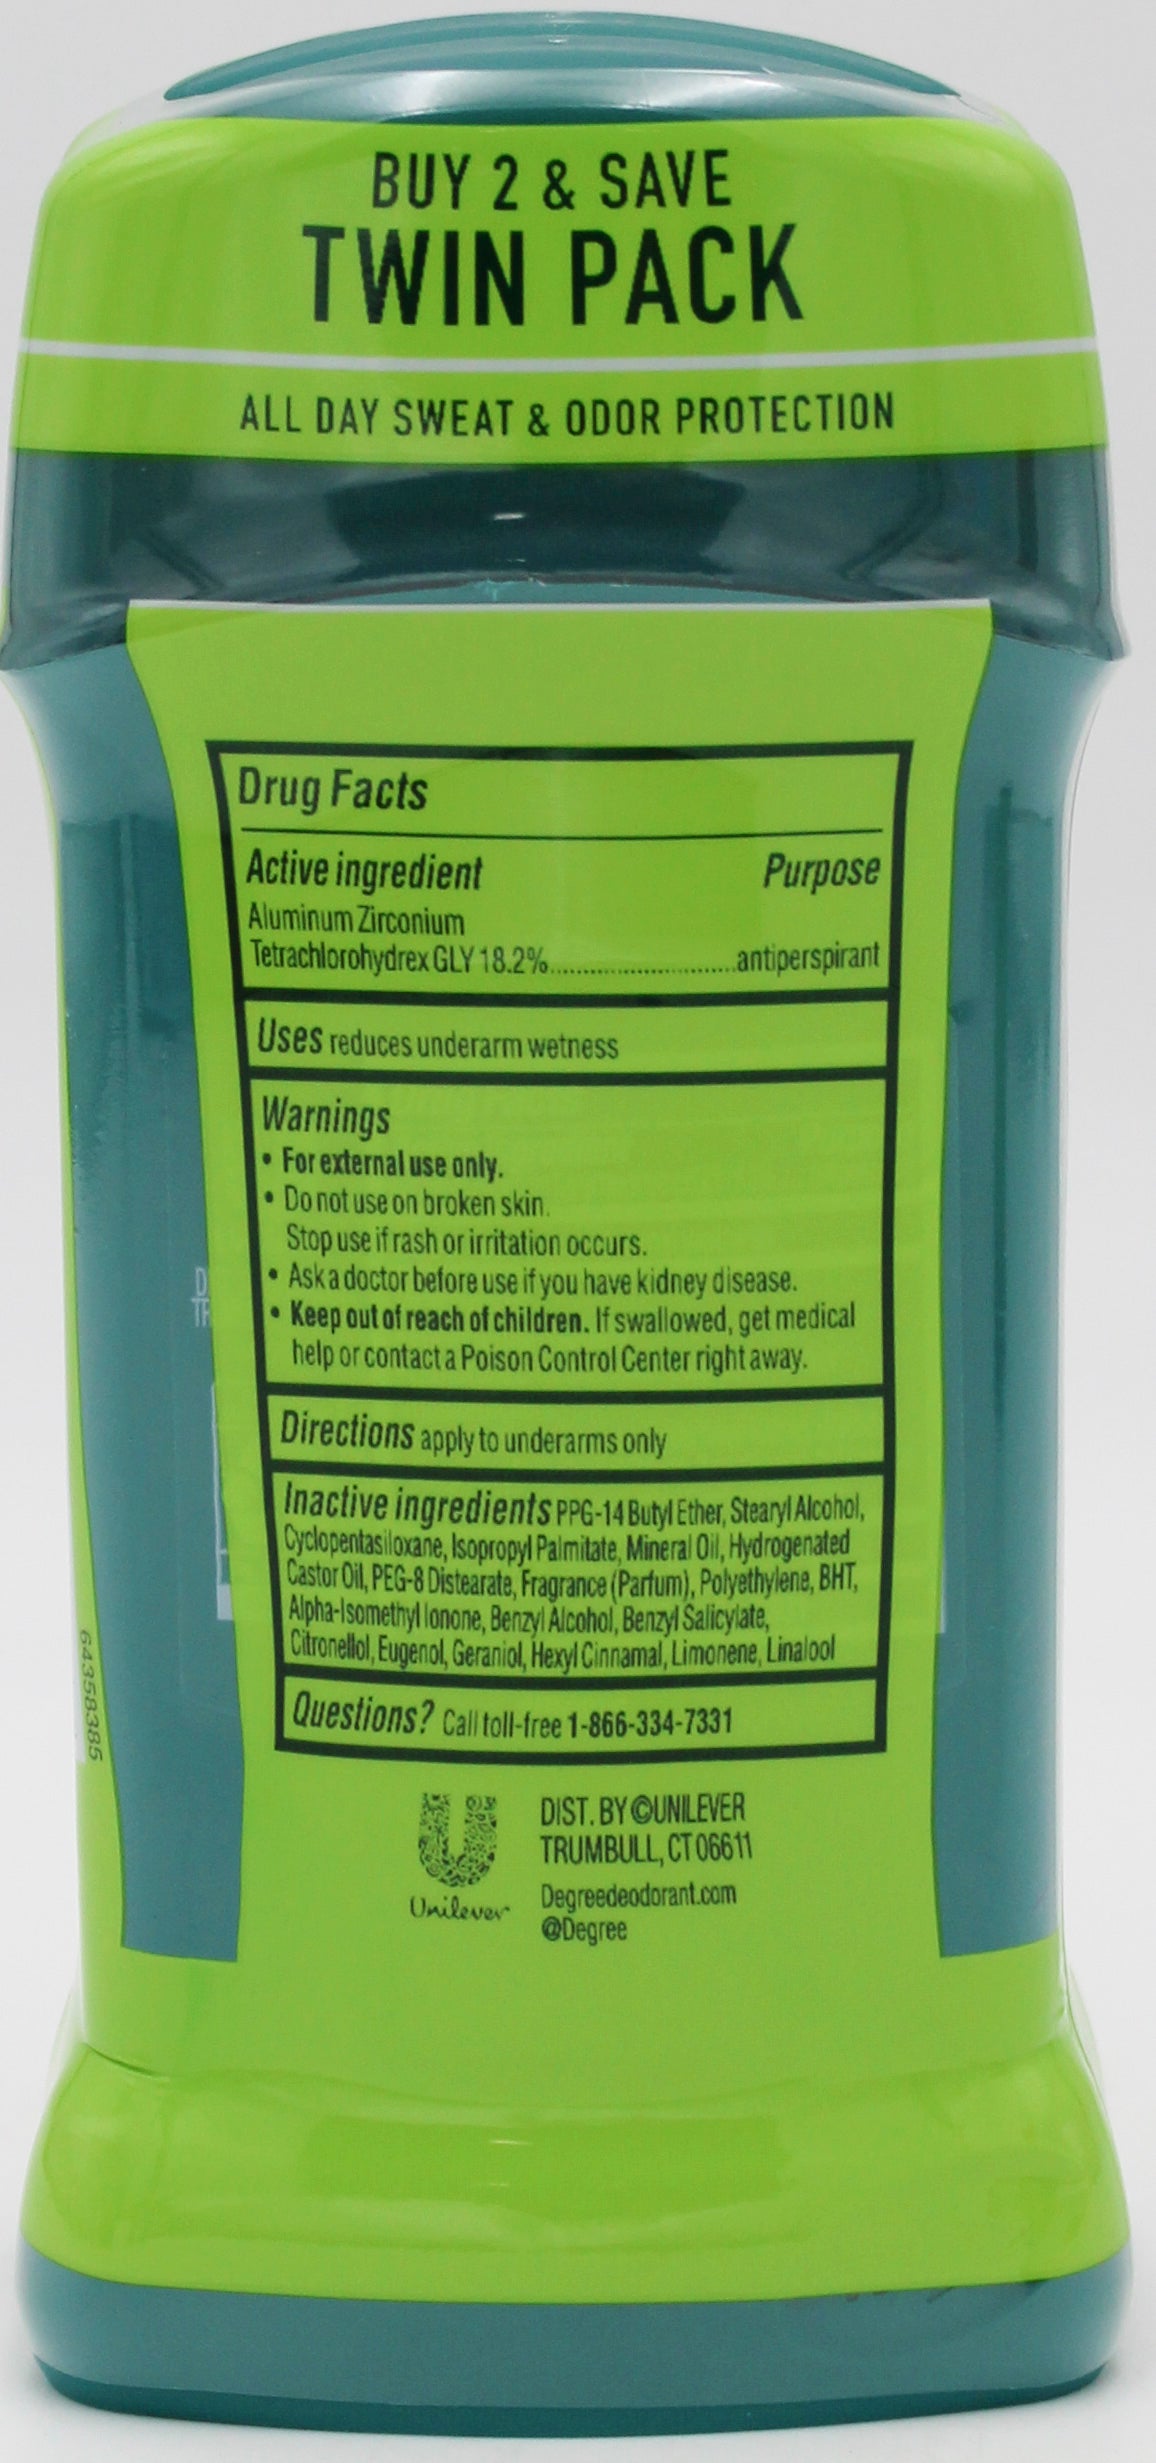 BUY 2 & SAVE
TWIN PACK
ALL DAY SWEAT & ODOR PROTECTION
Drug Facts
Active ingredient Purpose
Aluminum Zirconium
Tetrachlorohydrex GLY 18.2%..........................antiperspirant
Uses reduces underarm wetness
Warnings
• For external use only.
• Do not use on broken skin.
Stop use if rash or irritation occurs.
• Ask a doctor before use if you have kidney disease.
• Keep out of reach of children. If swallowed, get medical
help or contact a Poison Control Center right away.
Directions apply to underarms only
Inactive ingredients PPG-14 Butyl Ether, Stearyl Alcohol,
Cyclopentasiloxane, Isopropyl Palmitate, Mineral Oil, Hydrogenated
Castor Oil, PEG-8 Distearate, Fragrance (Parfum), Polyethylene, BHT,
Alpha-Isomethyl Ionone, Benzyl Alcohol, Benzyl Salicylate,
Citronellol, Eugenol, Geraniol, Hexyl Cinnamal, Limonene, Linalool
Questions? Call toll-free 1-866-334-7331
64358385
Unilever
DIST. BY ©UNILEVER
TRUMBULL, CT 06611
Degreedeodorant.com
@Degree